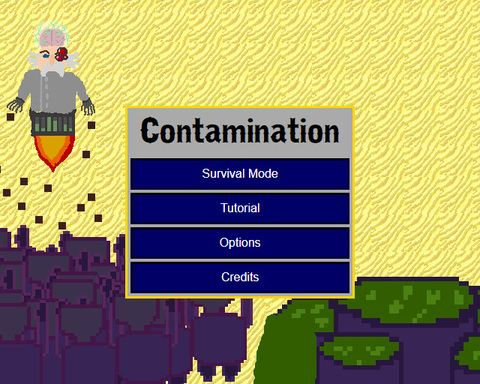 Contamination
Survival Mode
Tutorial
Options
Credits